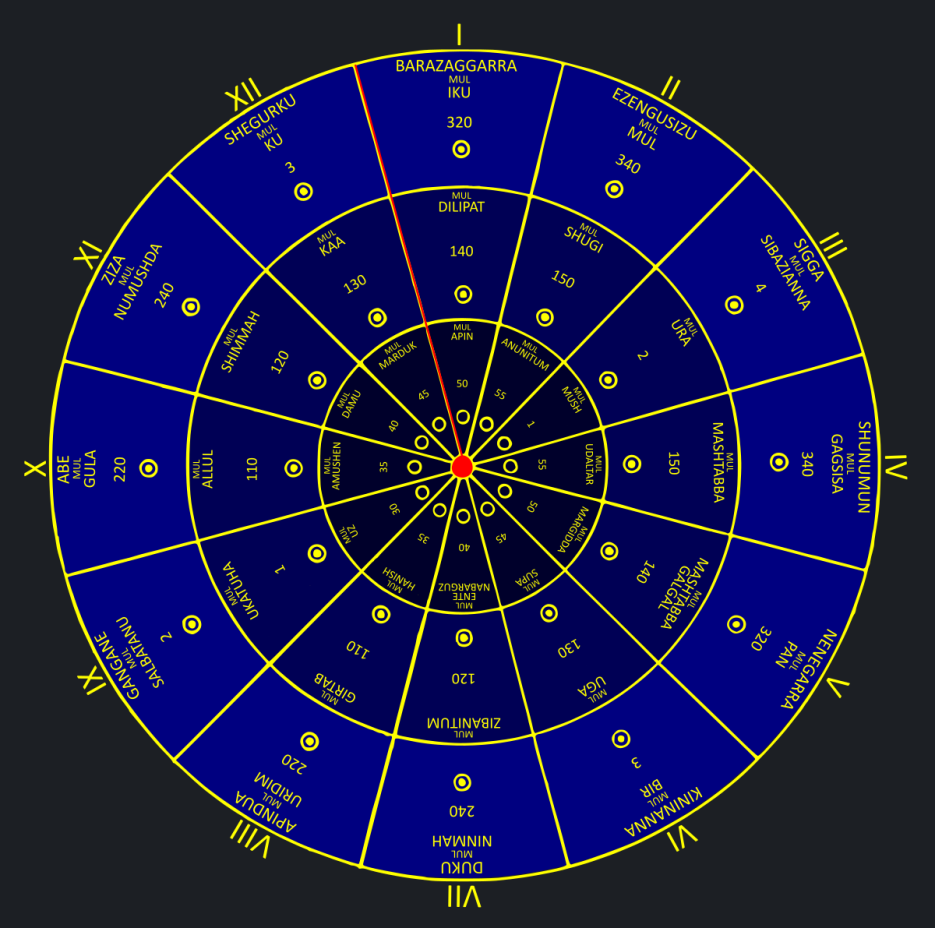 I
BARAZAGGARRA
MUL
IKU
320
MUL
DILIPAT
140
MUL
APIN
50
II
EZENGUSIZU
MUL
MUL
340
MUL
SHUGI
150
MUL
ANUNITUM
55
III
SIGGA
MUL
SIBAZIANNA
4
MUL
URA
2
MUL
MUSH
1
IV
SHUNUMUN
MUL
GAGSISA
340
MUL
MASHTABBA
150
MUL
UDALTAR
55
V
NENEGARRA
MUL
PAN
320
MUL
MASHTABBA
GALGAL
140
MUL
MARGIDDA
50
VI
KININANNA
MUL
BIR
3
MUL
UGA
130
MUL
SUPA
45
VII
DUKU
MUL
NINMAH
240
MUL
ZIBANITUM
120
MUL
ENTE
NABARGUZ
40
VIIII
APINDUA
MUL
URIDIM
220
MUL
GIRTAB
110
MUL
HANISH
35
IX
GANGANE
MUL
SALBATANU
2
MUL
UKATUHA
1
MUL
UZ
30
X
ABE
MUL
GULA
220
MUL
ALLUL
110
MUL
AMUSHEN
35
XI
ZIZA
MUL
NUMUSHDA
240
MUL
SHIMMAH
120
MUL
DAMU
40
XII
SHEGURKU
MUL
KU
3
MUL
KAA
130
MUL
MARDUK
45